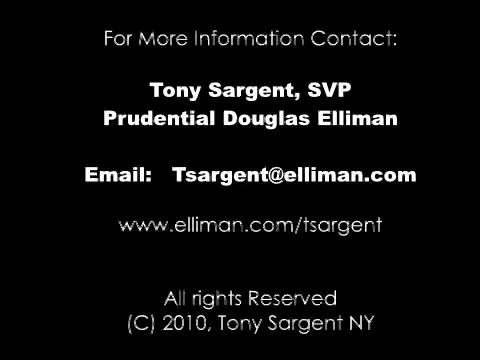 For More Information Contact:
Tony Sargent, SVP
Prudential Douglas Elliman
Email: Tsargent@elliman.com
www.elliman.com/tsargent
All rights Reserved
(C) 2010, Tony Sargent NY